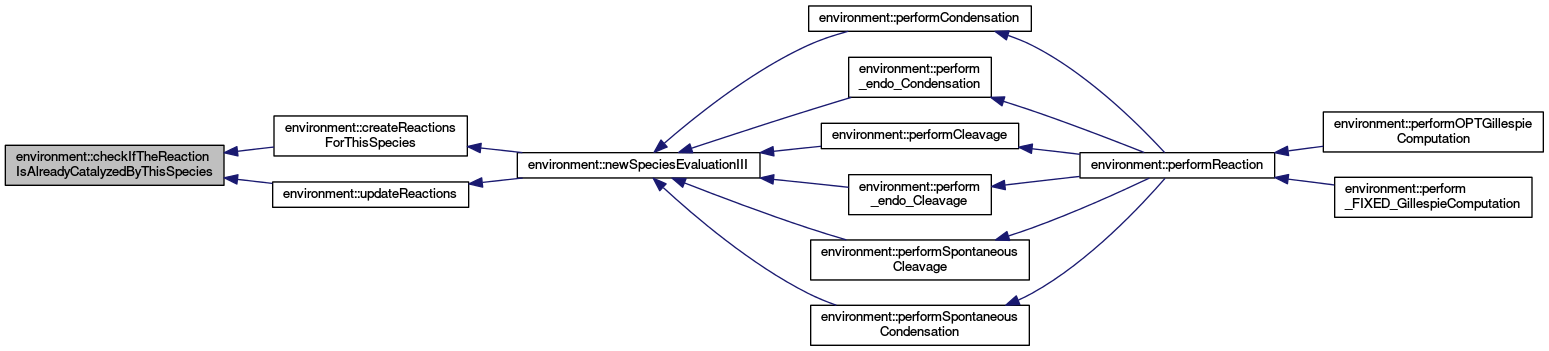 environment::checkIfTheReaction
IsAlreadyCatalyzedByThisSpecies
environment::createReactions
ForThisSpecies
environment::updateReactions
environment::newSpeciesEvaluationIII
environment::performCondensation
environment::perform
_endo_Condensation
environment::performCleavage
environment::perform
_endo_Cleavage
environment::performSpontaneous
Cleavage
environment::performSpontaneous
Condensation
environment::performReaction
environment::performOPTGillespie
Computation
environment::perform
_FIXED_GillespieComputation